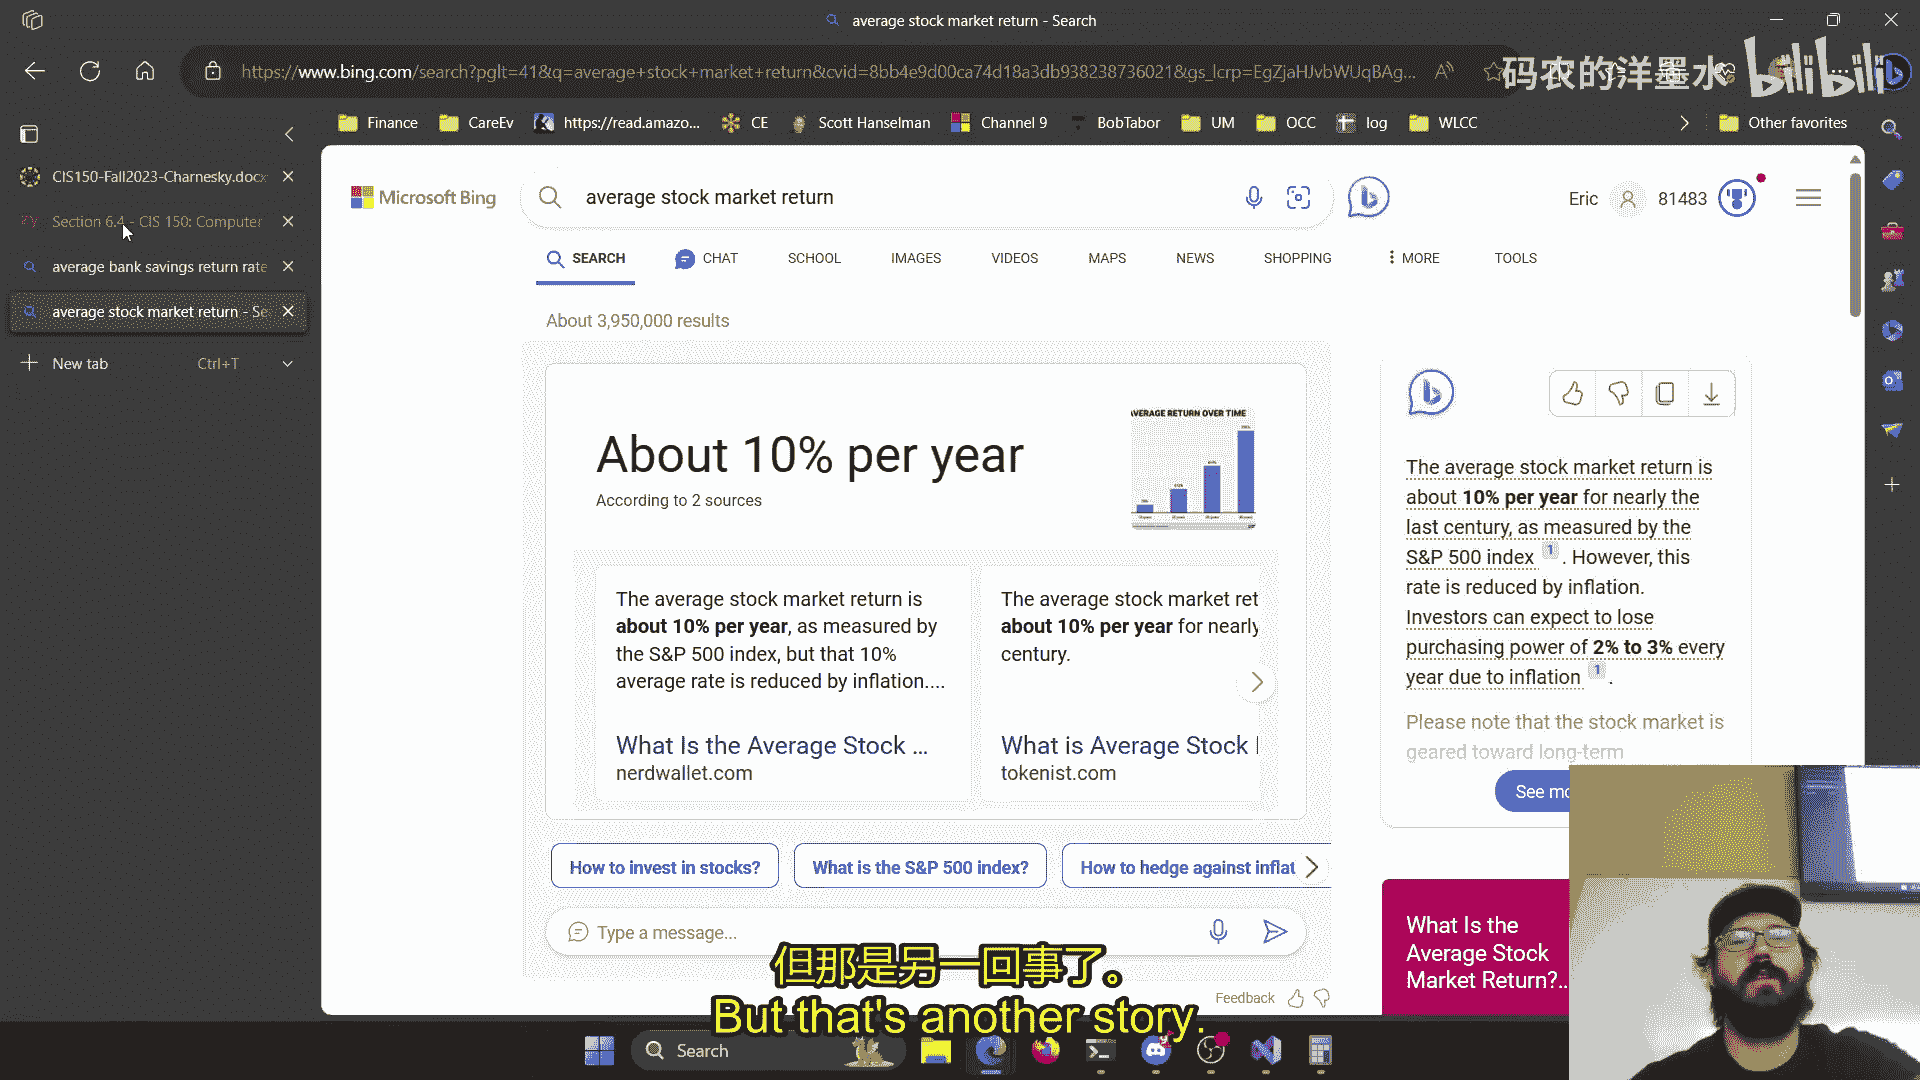 average stock market return - Search
https://www.bing.com/search?pglt=41&q=average+stock+market+return&cvid=8bb4e9d00ca74d18a3db938238736021&gs_lcrp=EgZjaHJvbWUqBAg...
码农的洋墨水 bilibili
Finance
CareEv
https://read.amazo...
CE
Scott Hanselman
Channel 9
BobTabor
UM
OCC
log
WLCC
Other favorites
CIS150-Fall2023-Charnesky.docx
Section 6.4 - CIS 150: Computer
average bank savings return rate
average stock market return - Se
New tab Ctrl+T
Microsoft Bing
average stock market return
Eric
81483
SEARCH
CHAT
SCHOOL
IMAGES
VIDEOS
MAPS
NEWS
SHOPPING
MORE
TOOLS
About 3,950,000 results
About 10% per year
According to 2 sources
AVERAGE RETURN OVER TIME
The average stock market return is
about 10% per year, as measured by
the S&P 500 index, but that 10%
average rate is reduced by inflation....
What Is the Average Stock ...
nerdwallet.com
The average stock market ret
about 10% per year for nearly
century.
What is Average Stock
tokenist.com
How to invest in stocks?
What is the S&P 500 index?
How to hedge against inflat
Type a message...
Feedback
The average stock market return is
about 10% per year for nearly the
last century, as measured by the
S&P 500 index 1 . However, this
rate is reduced by inflation.
Investors can expect to lose
purchasing power of 2% to 3% every
year due to inflation 1 .
Please note that the stock market is
geared toward long-term
See mo
What Is the
Average Stock
Market Return?..
但那是另一回事了。
But that's another story.
Search